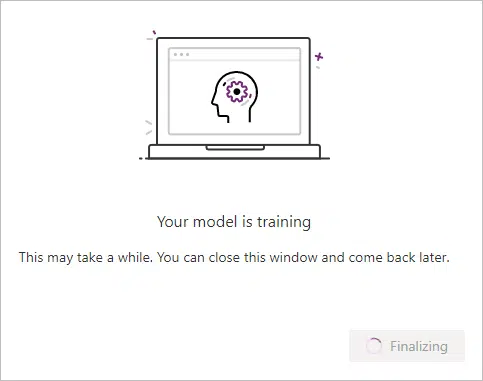 Your model is training
This may take a while. You can close this window and come back later.
Finalizing